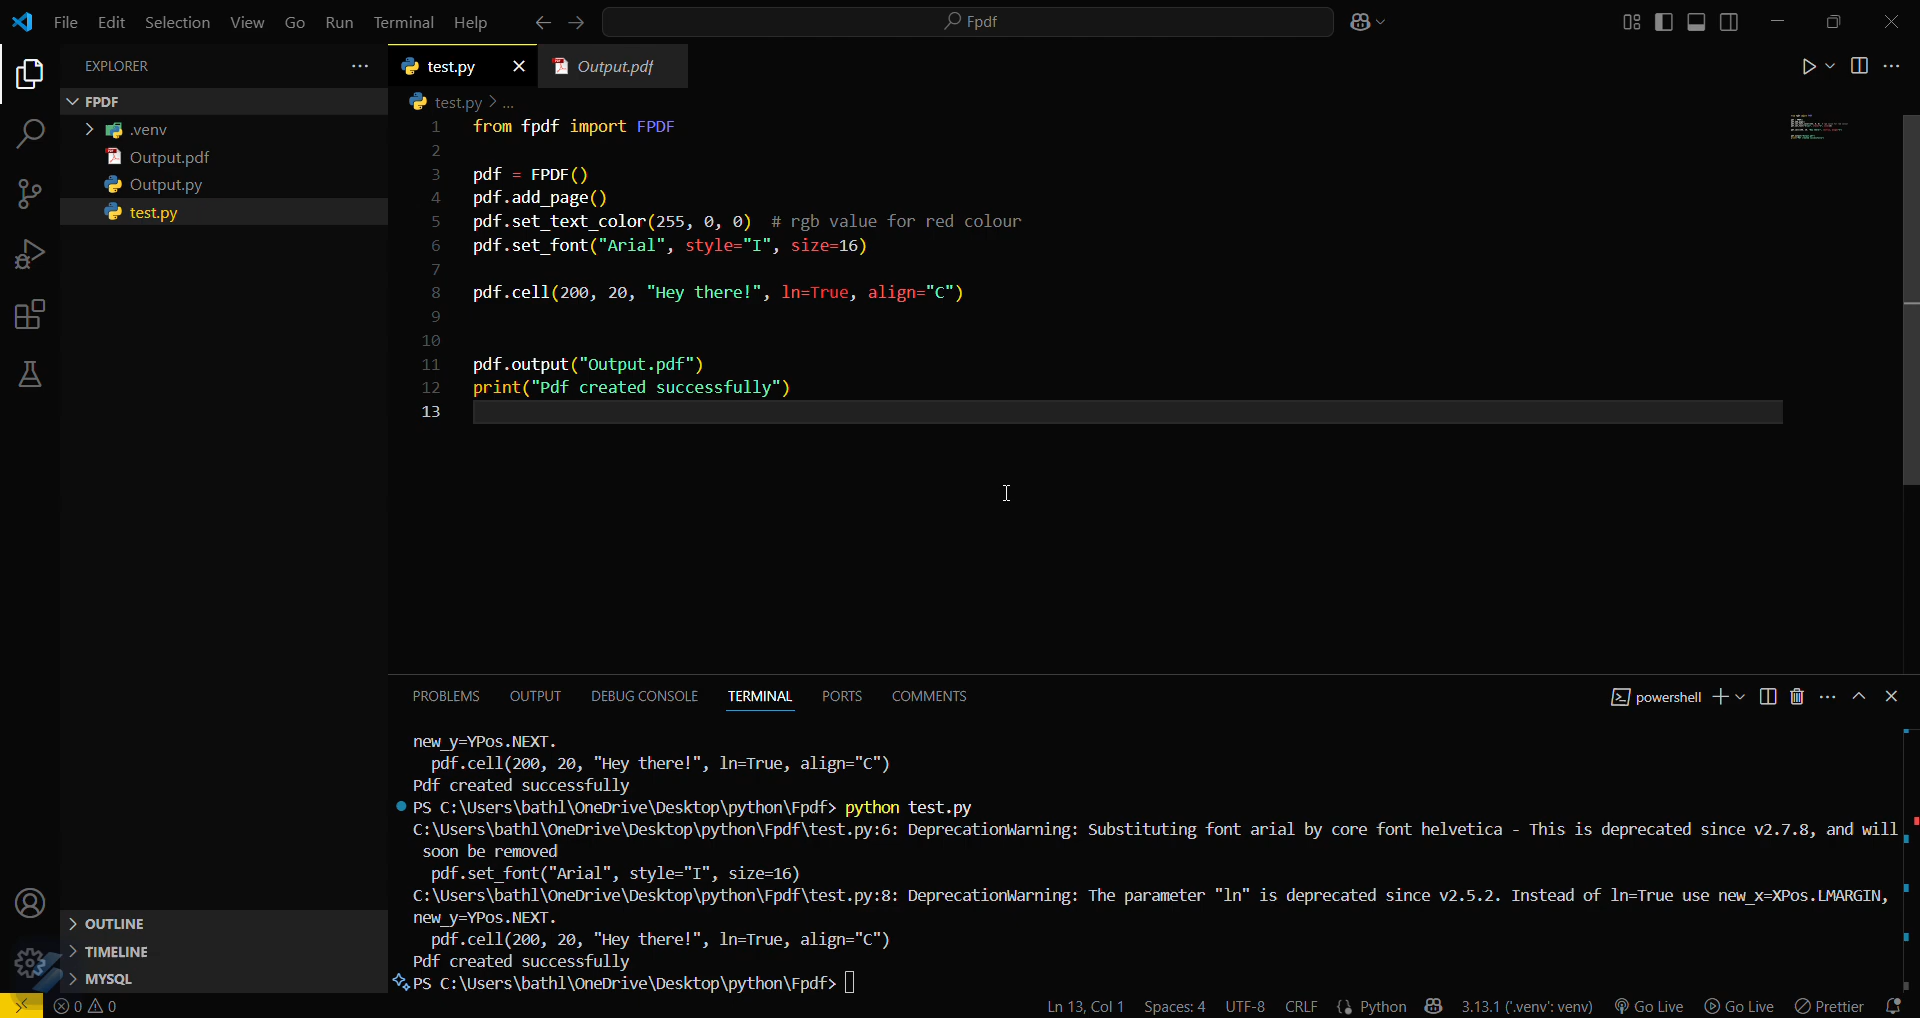 File Edit Selection View Go Run Terminal Help
Fpdf
EXPLORER
FPDF
.venv
Output.pdf
Output.py
test.py
test.py
Output.pdf
test.py > ...
1 from fpdf import FPDF
2
3 pdf = FPDF()
4 pdf.add_page()
5 pdf.set_text_color(255, 0, 0) # rgb value for red colour
6 pdf.set_font("Arial", style="I", size=16)
7
8 pdf.cell(200, 20, "Hey there!", ln=True, align="C")
9
10
11 pdf.output("Output.pdf")
12 print("Pdf created successfully")
13
PROBLEMS OUTPUT DEBUG CONSOLE TERMINAL PORTS COMMENTS
powershell
new_y=YPos.NEXT.
pdf.cell(200, 20, "Hey there!", ln=True, align="C")
Pdf created successfully
PS C:\Users\bathl\OneDrive\Desktop\python\Fpdf> python test.py
C:\Users\bathl\OneDrive\Desktop\python\Fpdf\test.py:6: DeprecationWarning: Substituting font arial by core font helvetica - This is deprecated since v2.7.8, and will
soon be removed
pdf.set_font("Arial", style="I", size=16)
C:\Users\bathl\OneDrive\Desktop\python\Fpdf\test.py:8: DeprecationWarning: The parameter "ln" is deprecated since v2.5.2. Instead of ln=True use new_x=XPos.LMARGIN,
new_y=YPos.NEXT.
pdf.cell(200, 20, "Hey there!", ln=True, align="C")
Pdf created successfully
PS C:\Users\bathl\OneDrive\Desktop\python\Fpdf>
OUTLINE
TIMELINE
MYSQL
0 0
Ln 13, Col 1 Spaces: 4 UTF-8 CRLF {} Python 3.13.1 ('.venv': venv) Go Live Go Live Prettier